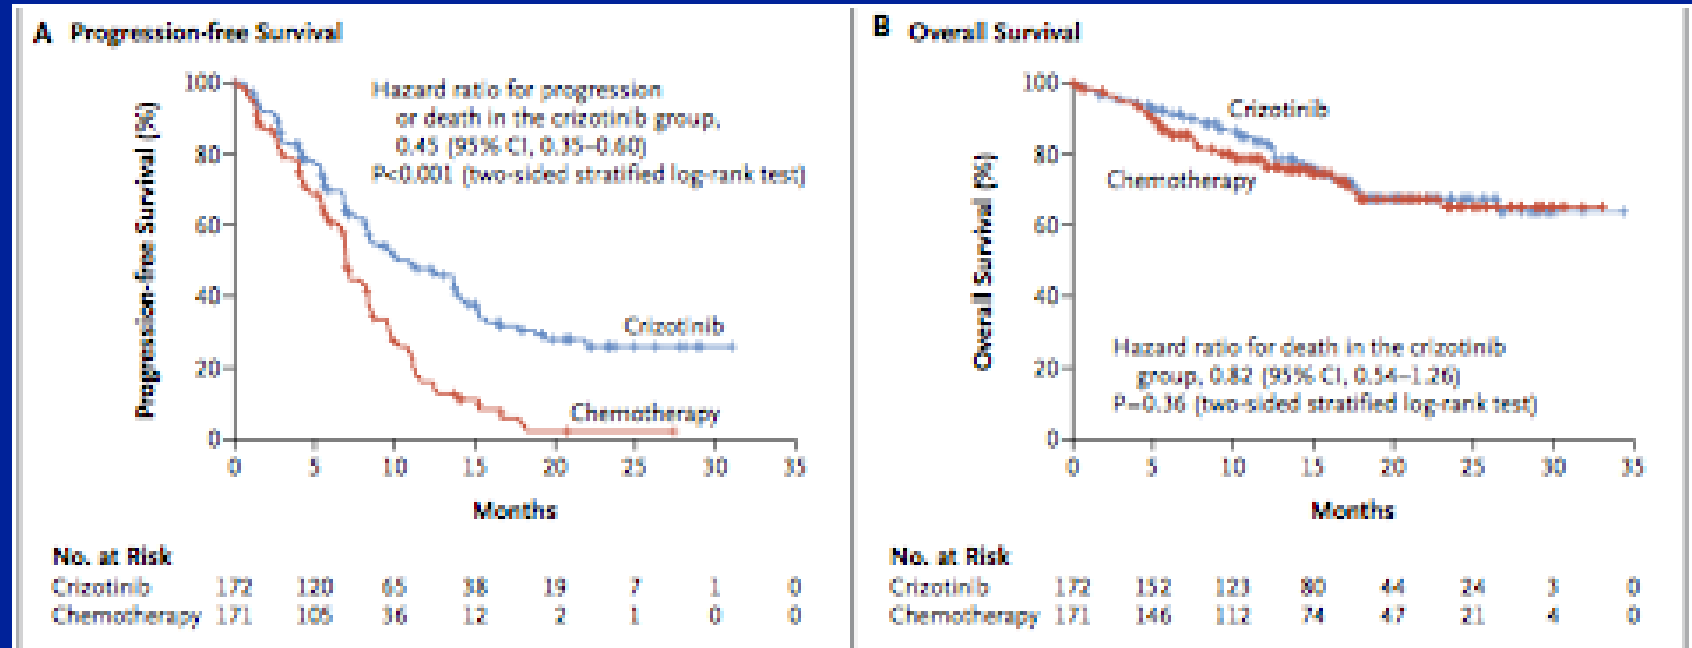 A Progression-free Survival
Progression-free Survival (%)
100
80
60
40
20
0
Hazard ratio for progression
or death in the crizotinib group,
0.45 (95% CI, 0.35–0.60)
P<0.001 (two-sided stratified log-rank test)
Crizotinib
Chemotherapy
0 5 10 15 20 25 30 35
Months
No. at Risk
Crizotinib 172 120 65 38 19 7 1 0
Chemotherapy 171 105 36 12 2 1 0 0
B Overall Survival
Overall Survival (%)
100
80
60
40
20
0
Crizotinib
Chemotherapy
Hazard ratio for death in the crizotinib
group, 0.82 (95% CI, 0.54–1.26)
P=0.36 (two-sided stratified log-rank test)
0 5 10 15 20 25 30 35
Months
No. at Risk
Crizotinib 172 152 123 80 44 24 3 0
Chemotherapy 171 146 112 74 47 21 4 0